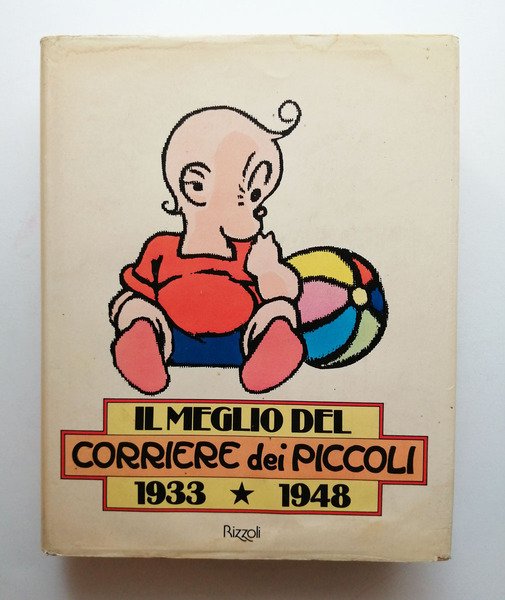 IL MEGLIO DEL
CORRIERE dei PICCOLI
1933 ★ 1948
Rizzoli